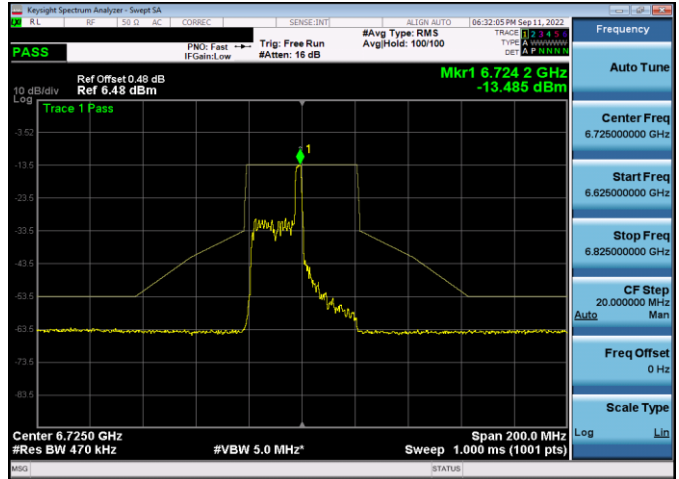 Keysight Spectrum Analyzer - Swept SA
RL RF 50 Ω AC CORREC SENSE:INT ALIGN AUTO 06:32:05 PM Sep 11, 2022
PASS
PNO: Fast
IFGain:Low
Trig: Free Run
#Atten: 16 dB
#Avg Type: RMS
Avg|Hold: 100/100
TRACE 1 2 3 4 5 6
TYPE A WWWWW
DET A P N N N N
Ref Offset 0.48 dB
10 dB/div Ref 6.48 dBm
Log
Mkr1 6.724 2 GHz
-13.485 dBm
Trace 1 Pass
1
-3.52
-13.5
-23.5
-33.5
-43.5
-53.5
-63.5
-73.5
-83.5
Center 6.7250 GHz
#Res BW 470 kHz
#VBW 5.0 MHz*
Span 200.0 MHz
Sweep 1.000 ms (1001 pts)
MSG
STATUS
Frequency
Auto Tune
Center Freq
6.725000000 GHz
Start Freq
6.625000000 GHz
Stop Freq
6.825000000 GHz
CF Step
20.000000 MHz
Auto Man
Freq Offset
0 Hz
Scale Type
Log Lin